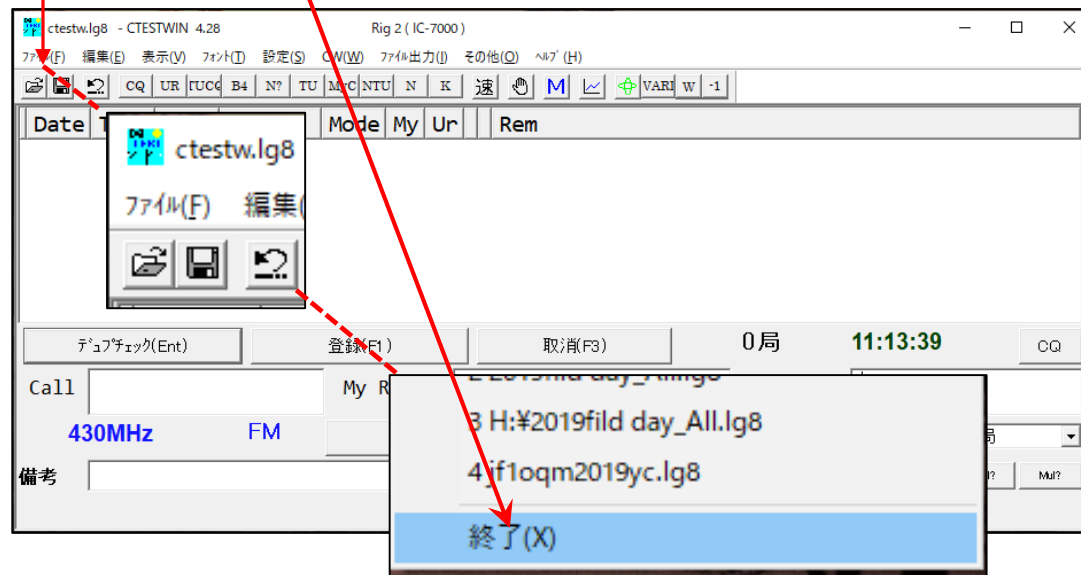 ctestw.lg8 - CTESTWIN 4.28 Rig 2 ( IC-7000 )
ﾌｧｲﾙ(F) 編集(E) 表示(V) ﾌｫﾝﾄ(T) 設定(S) CW(W) ﾌｧｲﾙ出力(I) その他(O) ﾍﾙﾌﾟ(H)
CQ UR B4 N? TU MyC NTU N K 速 M VARI W -1
Date Mode My Ur Rem
ctestw.lg8
ﾌｧｲﾙ(F) 編集(
ﾃﾞｭﾌﾟﾁｪｯｸ(Ent) 登録(F1) 取消(F3) 0局 11:13:39 CQ
Call My R
430MHz FM
備考 Mul?
3 H:¥2019fild day_All.lg8
4 jf1oqm2019yc.lg8
終了(X)